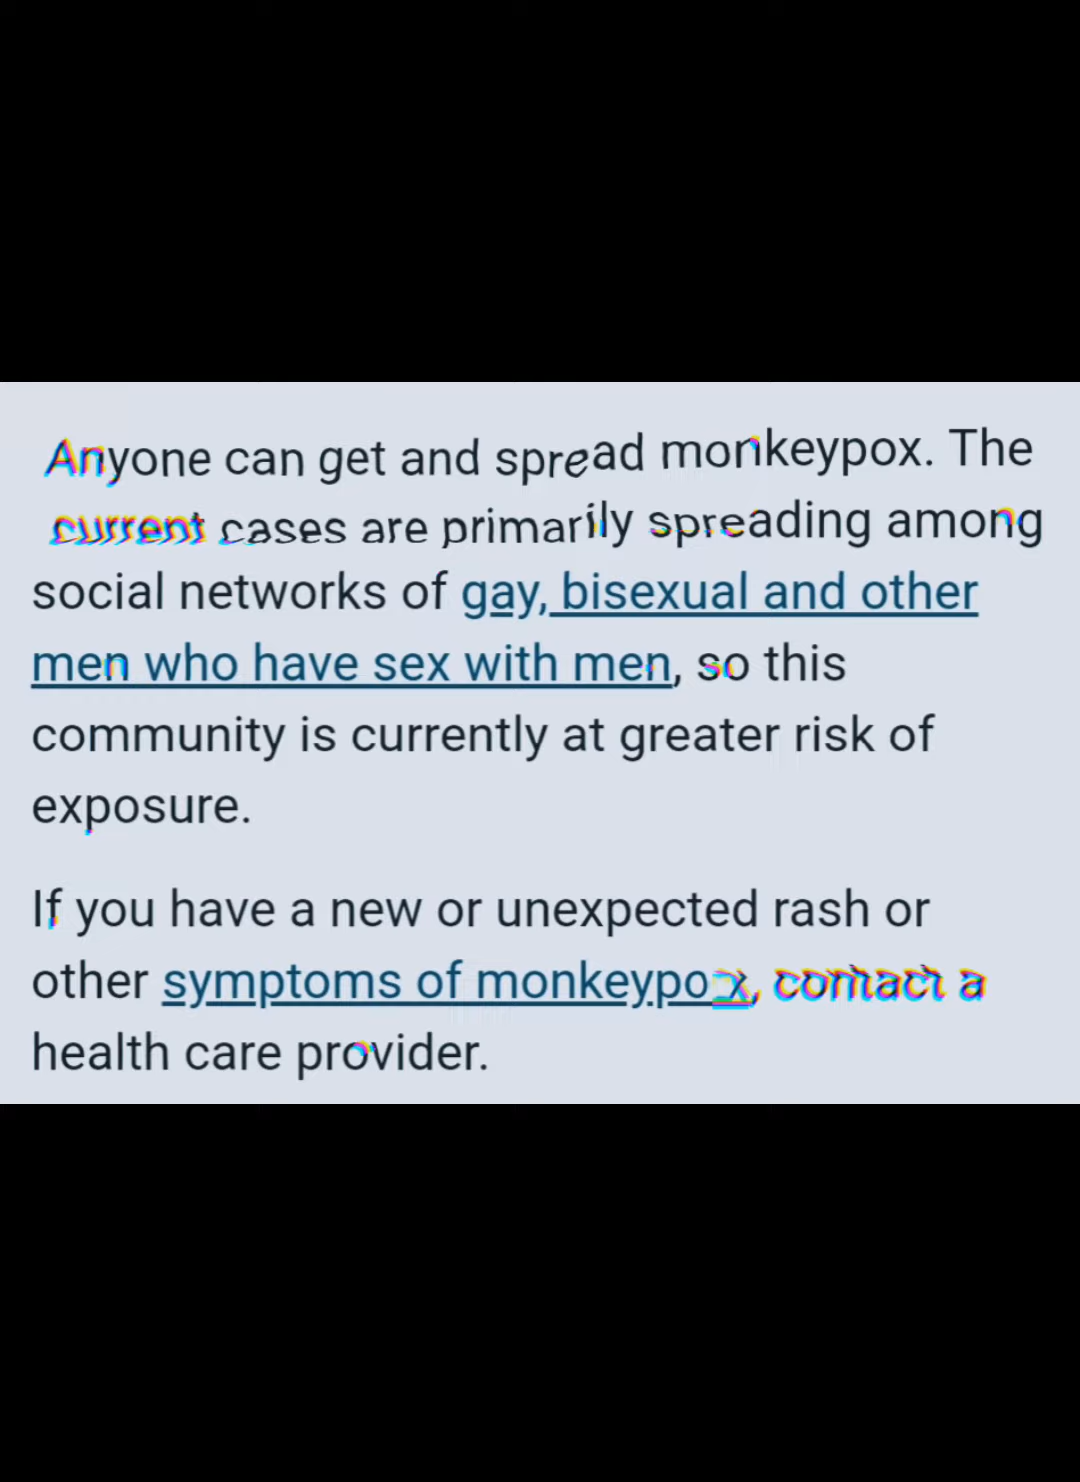 Anyone can get and spread monkeypox. The
current cases are primarily spreading among
social networks of gay, bisexual and other
men who have sex with men, so this
community is currently at greater risk of
exposure.
If you have a new or unexpected rash or
other symptoms of monkeypox, contact a
health care provider.